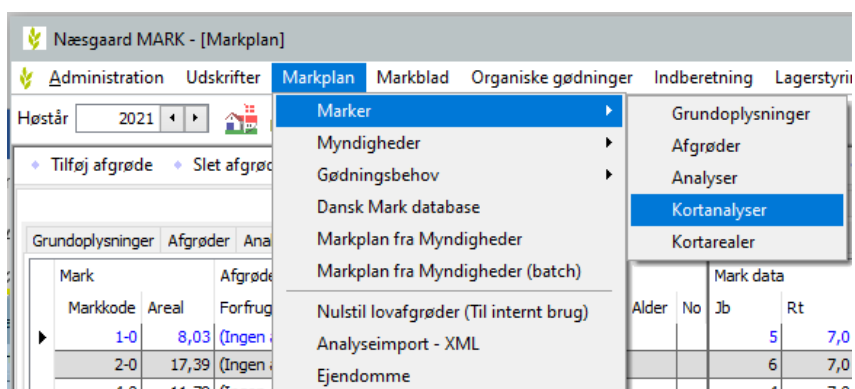 Næsgaard MARK - [Markplan]
Administration Udskrifter Markplan Markblad Organiske gødninger Indberetning
Høstår 2021
Marker
Grundoplysninger
Myndigheder
Afgrøder
Tilføj afgrøde Slet
Gødningsbehov
Analyser
Dansk Mark database
Kortanalyser
Grundoplysninger Afgrøder
Markplan fra Myndigheder
Kortarealer
Mark
Markplan fra Myndigheder (batch)
Mark data
Markkode Areal
Nulstil lovafgrøder (Til internt brug)
Alder No Jb Rt
1-0 8,03 (Ingen
5 7,0
Analyseimport - XML
2-0 17,39 (Ingen
6 7,0
Ejendomme